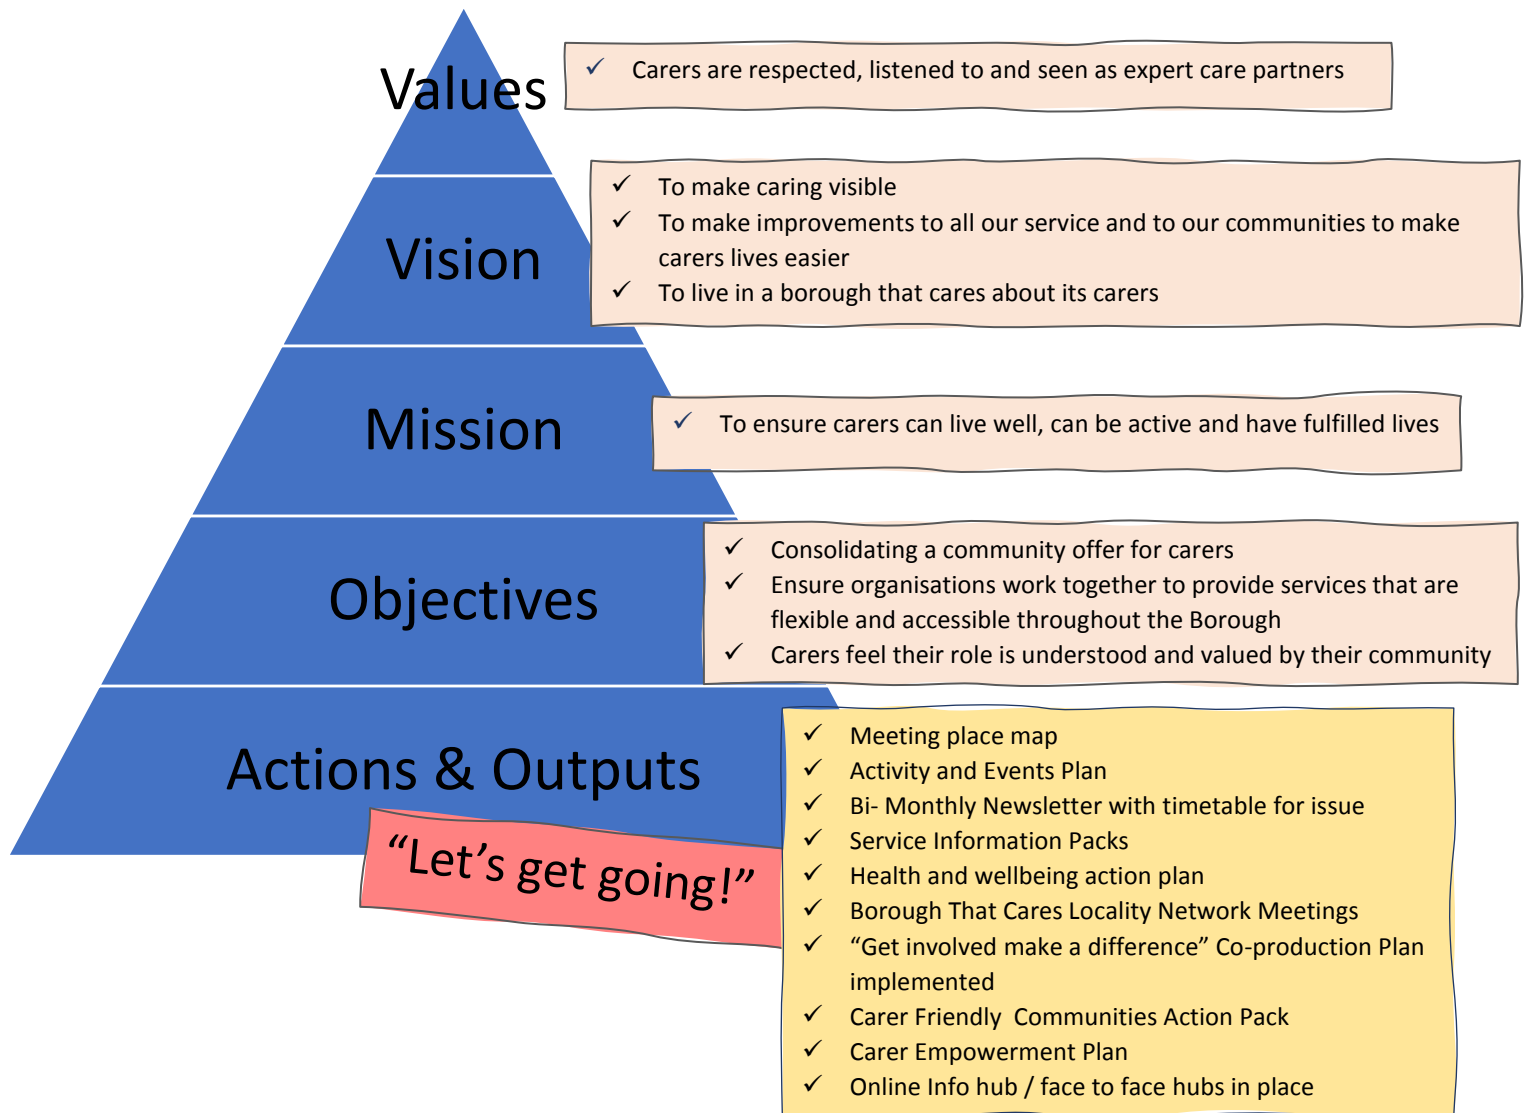 Values
✓ Carers are respected, listened to and seen as expert care partners
Vision
✓ To make caring visible
✓ To make improvements to all our service and to our communities to make
carers lives easier
✓ To live in a borough that cares about its carers
Mission
✓ To ensure carers can live well, can be active and have fulfilled lives
Objectives
✓ Consolidating a community offer for carers
✓ Ensure organisations work together to provide services that are
flexible and accessible throughout the Borough
✓ Carers feel their role is understood and valued by their community
Actions & Outputs
“Let’s get going!”
✓ Meeting place map
✓ Activity and Events Plan
✓ Bi- Monthly Newsletter with timetable for issue
✓ Service Information Packs
✓ Health and wellbeing action plan
✓ Borough That Cares Locality Network Meetings
✓ “Get involved make a difference” Co-production Plan
implemented
✓ Carer Friendly  Communities Action Pack
✓ Carer Empowerment Plan
✓ Online Info hub / face to face hubs in place